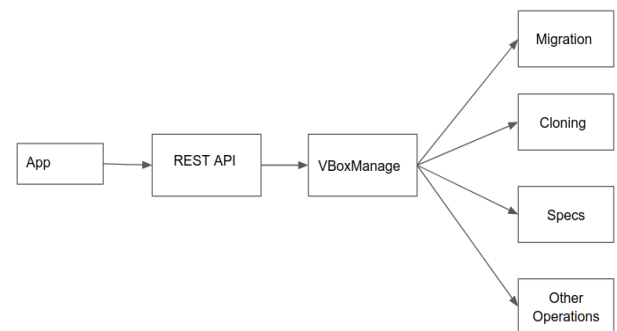 App
REST API
VBoxManage
Migration
Cloning
Specs
Other
Operations